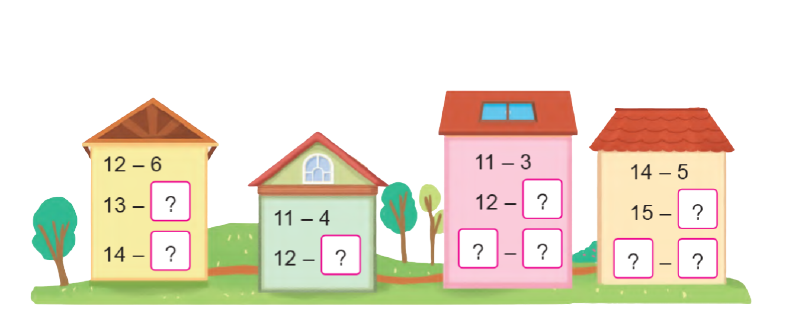 12 – 6
13 – ?
14 – ?
11 – 4
12 – ?
11 – 3
12 – ?
? – ?
14 – 5
15 – ?
? – ?